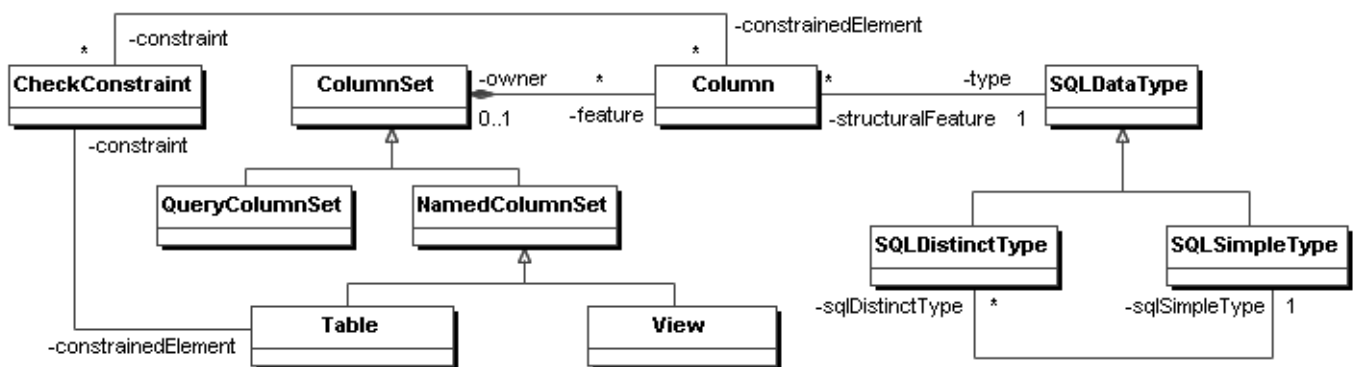 -constraint
-constrainedElement
*
*
CheckConstraint
ColumnSet
-owner
*
Column
*
-type
SQLDataType
0..1
-feature
-structuralFeature
1
-constraint
QueryColumnSet
NamedColumnSet
SQLDistinctType
SQLSimpleType
-sqlDistinctType
*
-sqlSimpleType
1
Table
View
-constrainedElement